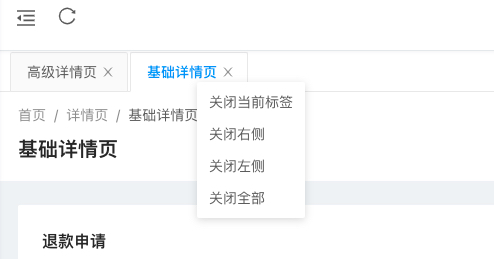 高级详情页 基础详情页
关闭当前标签
关闭右侧
关闭左侧
关闭全部
首页 / 详情页 / 基础详情页
基础详情页
退款申请